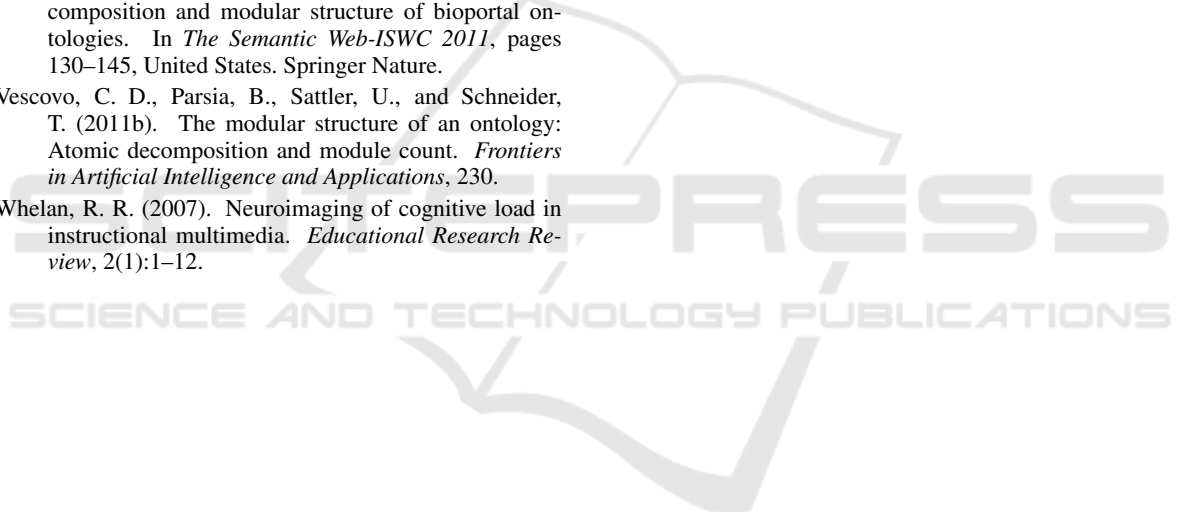 composition and modular structure of bioportal on-
tologies. In The Semantic Web-ISWC 2011, pages
130–145, United States. Springer Nature.
Vescovo, C. D., Parsia, B., Sattler, U., and Schneider,
T. (2011b). The modular structure of an ontology:
Atomic decomposition and module count. Frontiers
in Artificial Intelligence and Applications, 230.
Whelan, R. R. (2007). Neuroimaging of cognitive load in
instructional multimedia. Educational Research Re-
view, 2(1):1–12.
SCITEPRESS
SCIENCE AND TECHNOLOGY PUBLICATIONS